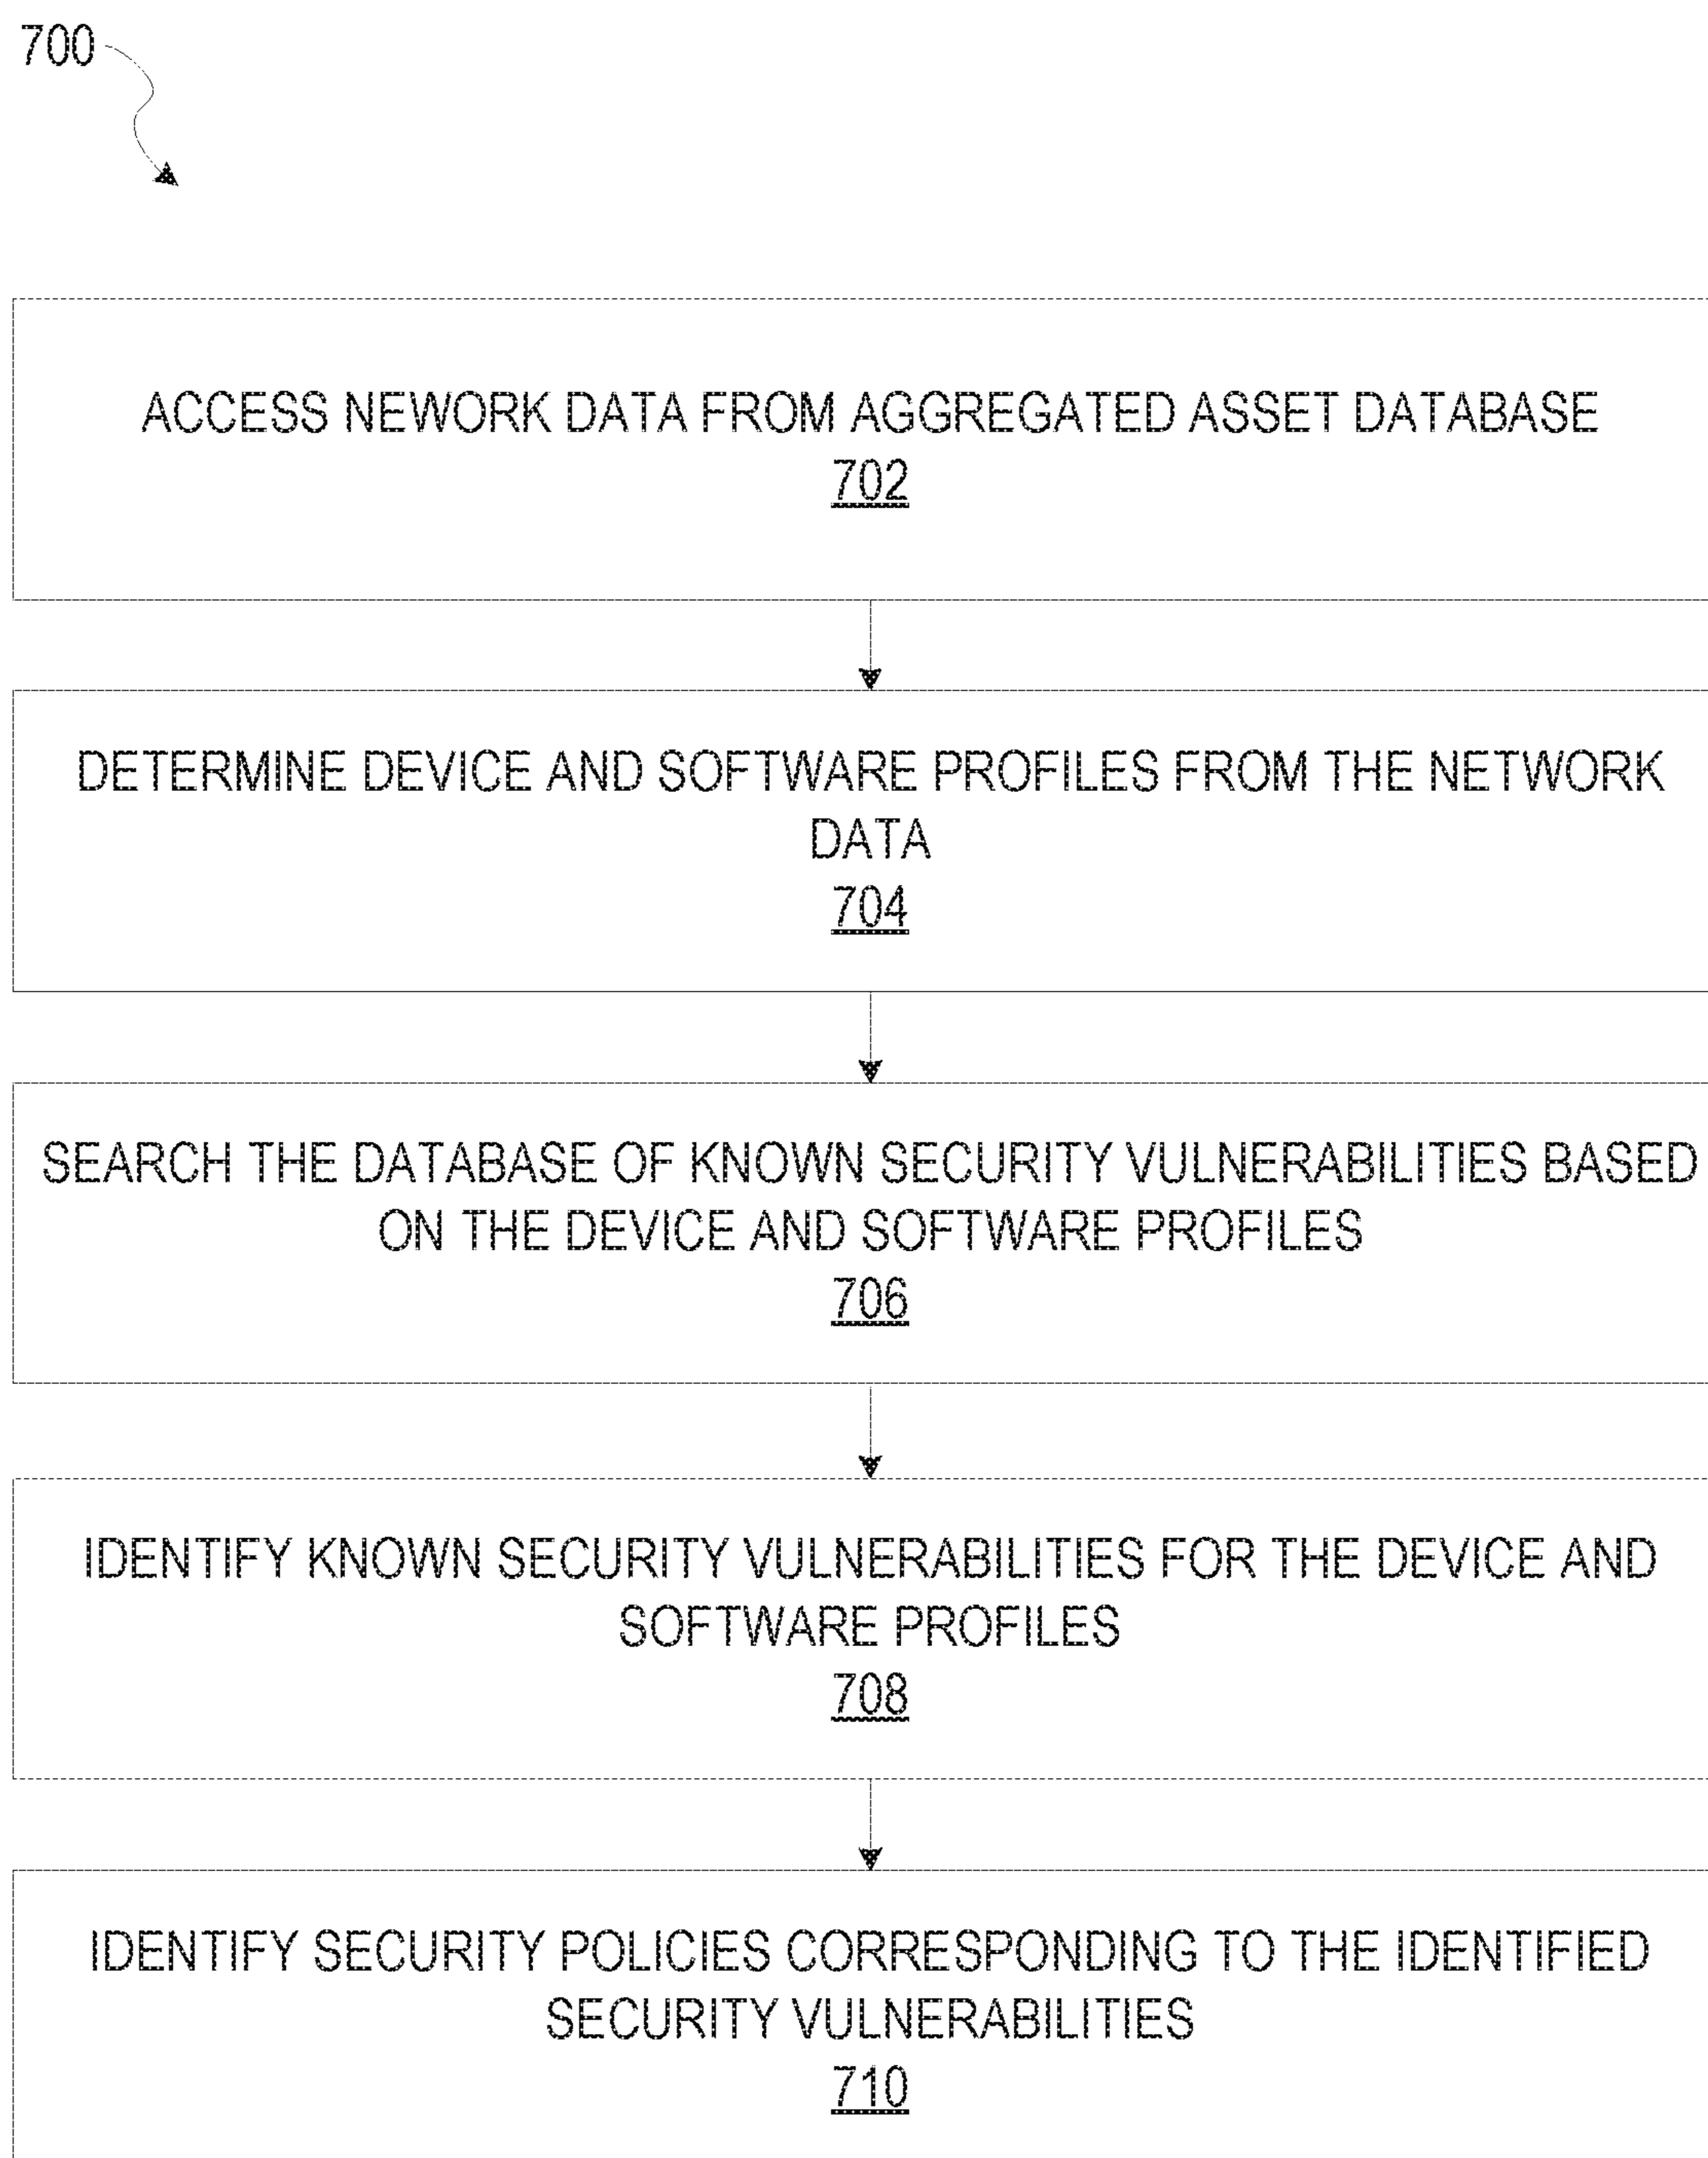 700
ACCESS NEWORK DATA FROM AGGREGATED ASSET DATABASE
702
DETERMINE DEVICE AND SOFTWARE PROFILES FROM THE NETWORK
DATA
704
SEARCH THE DATABASE OF KNOWN SECURITY VULNERABILITIES BASED
ON THE DEVICE AND SOFTWARE PROFILES
706
IDENTIFY KNOWN SECURITY VULNERABILITIES FOR THE DEVICE AND
SOFTWARE PROFILES
708
IDENTIFY SECURITY POLICIES CORRESPONDING TO THE IDENTIFIED
SECURITY VULNERABILITIES
710